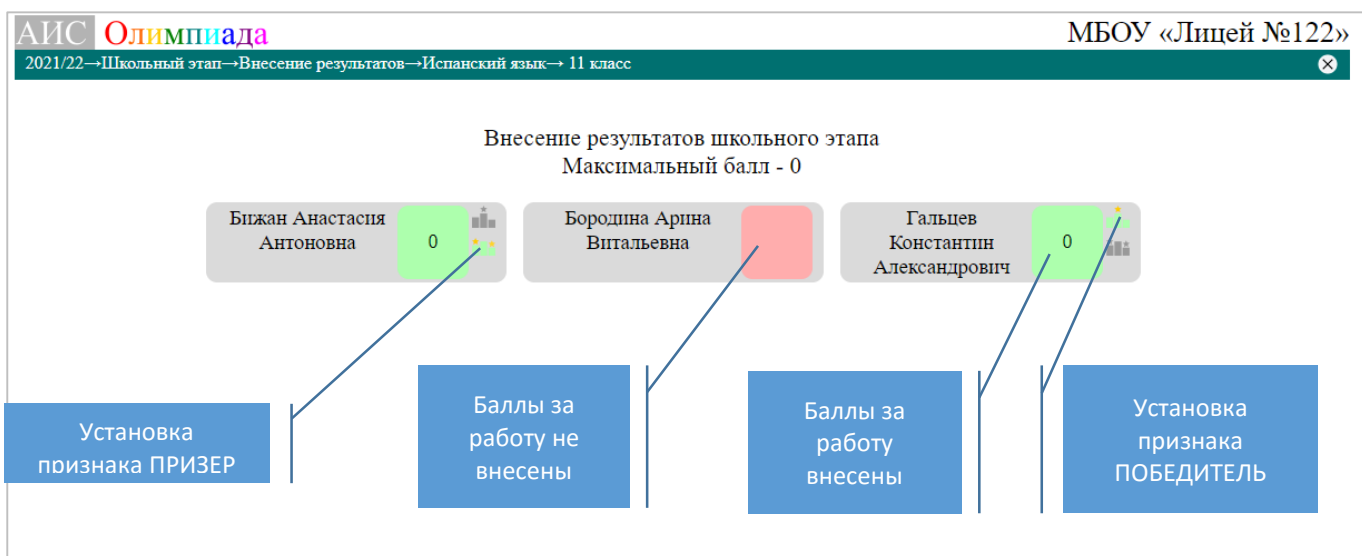 АИС Олимпиада
МБОУ «Лицей №122»
2021/22→Школьный этап→Внесение результатов→Испанский язык→ 11 класс
Внесение результатов школьного этапа
Максимальный балл - 0
Бижан Анастасия
Антоновна
0
Бородина Арина
Витальевна
Гальцев
Константин
Александрович
0
Установка
признака ПРИЗЕР
Баллы за
работу не
внесены
Баллы за
работу
внесены
Установка
признака
ПОБЕДИТЕЛЬ